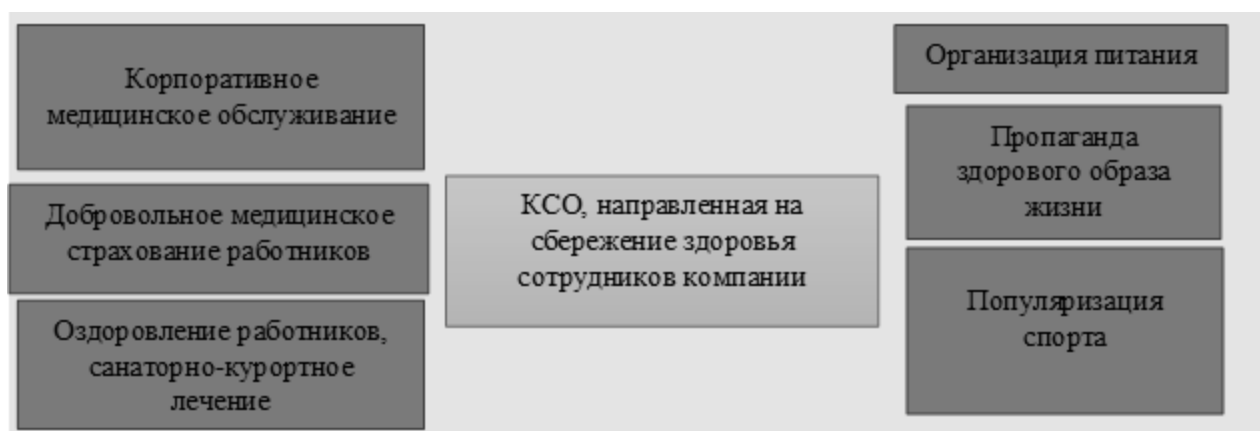 Корпоративное
медицинское обслуживание
Добровольное медицинское
страхование работников
Оздоровление работников,
санаторно-курортное
лечение
КСО, направленная на
сбережение здоровья
сотрудников компании
Организация питания
Пропаганда
здорового образа
жизни
Популяризация
спорта